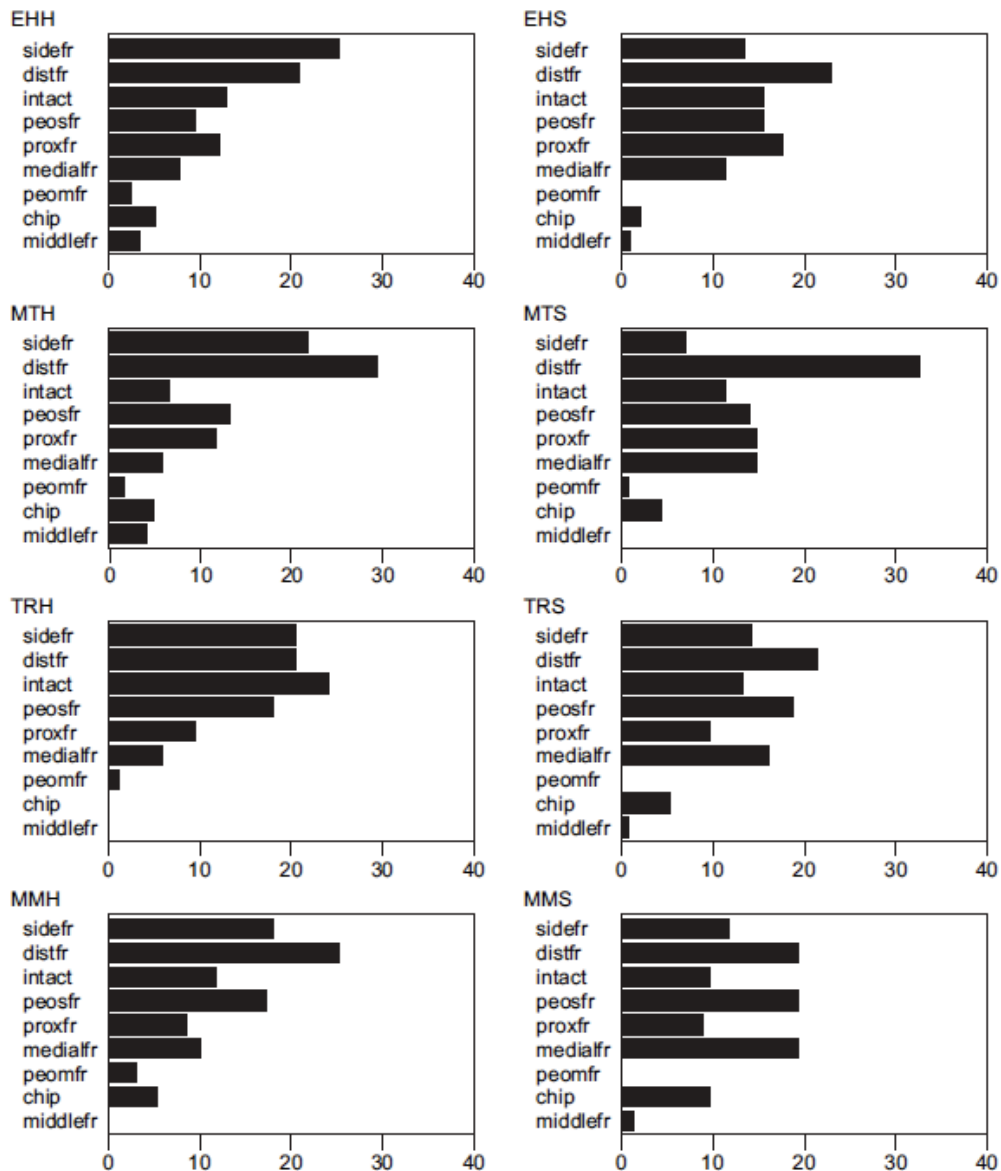 EHH
sidefr
distfr
intact
peosfr
proxfr
medialfr
peomfr
chip
middlefr
0 10 20 30 40
EHS
sidefr
distfr
intact
peosfr
proxfr
medialfr
peomfr
chip
middlefr
0 10 20 30 40
MTH
sidefr
distfr
intact
peosfr
proxfr
medialfr
peomfr
chip
middlefr
0 10 20 30 40
MTS
sidefr
distfr
intact
peosfr
proxfr
medialfr
peomfr
chip
middlefr
0 10 20 30 40
TRH
sidefr
distfr
intact
peosfr
proxfr
medialfr
peomfr
chip
middlefr
0 10 20 30 40
TRS
sidefr
distfr
intact
peosfr
proxfr
medialfr
peomfr
chip
middlefr
0 10 20 30 40
MMH
sidefr
distfr
intact
peosfr
proxfr
medialfr
peomfr
chip
middlefr
0 10 20 30 40
MMS
sidefr
distfr
intact
peosfr
proxfr
medialfr
peomfr
chip
middlefr
0 10 20 30 40